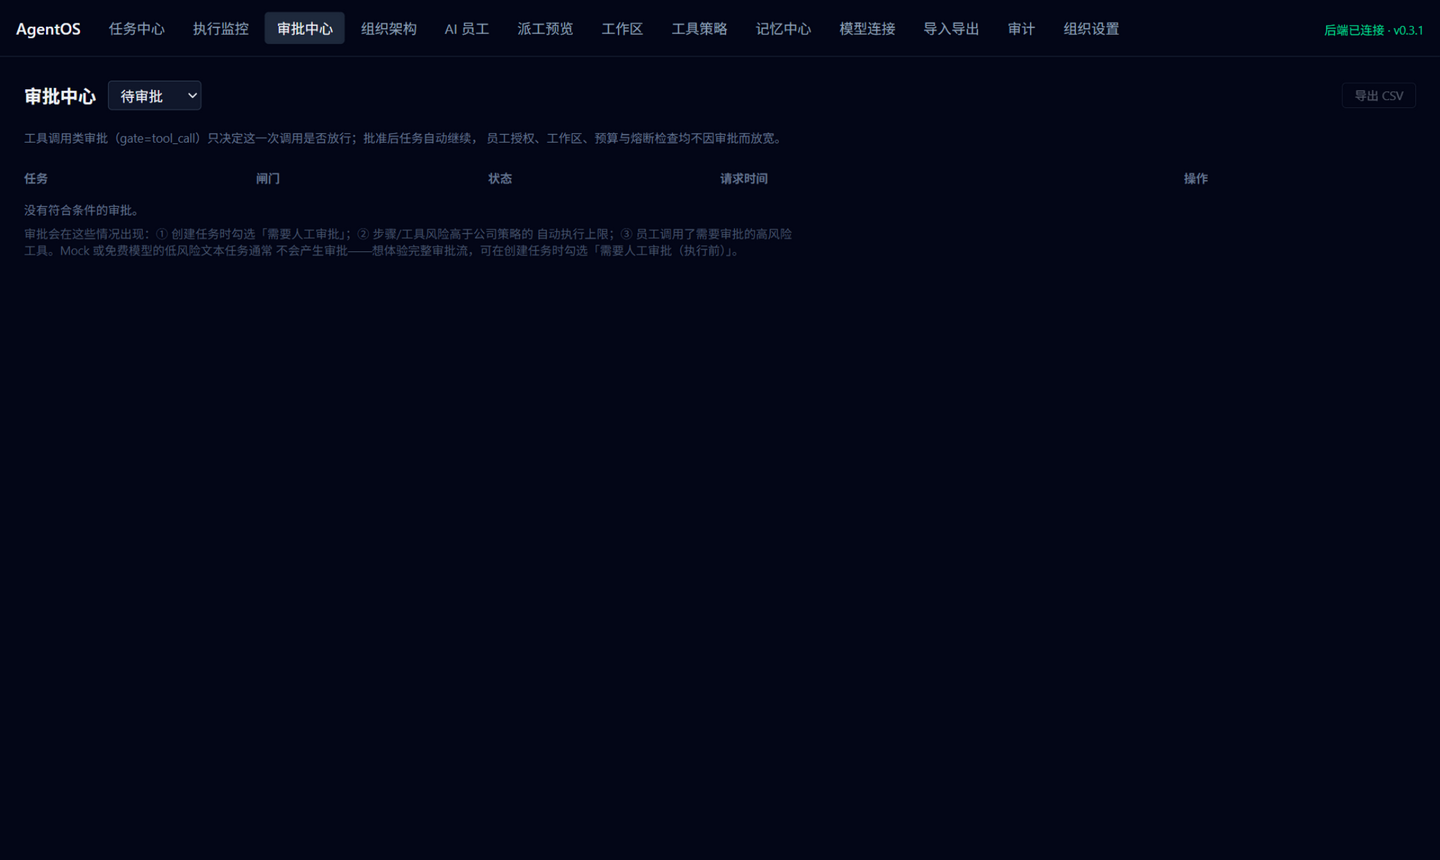 AgentOS 任务中心 执行监控 审批中心 组织架构 AI 员工 派工预览 工作区 工具策略 记忆中心 模型连接 导入导出 审计 组织设置 后端已连接 · v0.3.1
审批中心 待审批 导出 CSV
工具调用类审批（gate=tool_call）只决定这一次调用是否放行；批准后任务自动继续， 员工授权、工作区、预算与熔断检查均不因审批而放宽。
任务 闸门 状态 请求时间 操作
没有符合条件的审批。
审批会在这些情况出现：① 创建任务时勾选「需要人工审批」；② 步骤/工具风险高于公司策略的 自动执行上限；③ 员工调用了需要审批的高风险
工具。Mock 或免费模型的低风险文本任务通常 不会产生审批——想体验完整审批流，可在创建任务时勾选「需要人工审批（执行前）」。